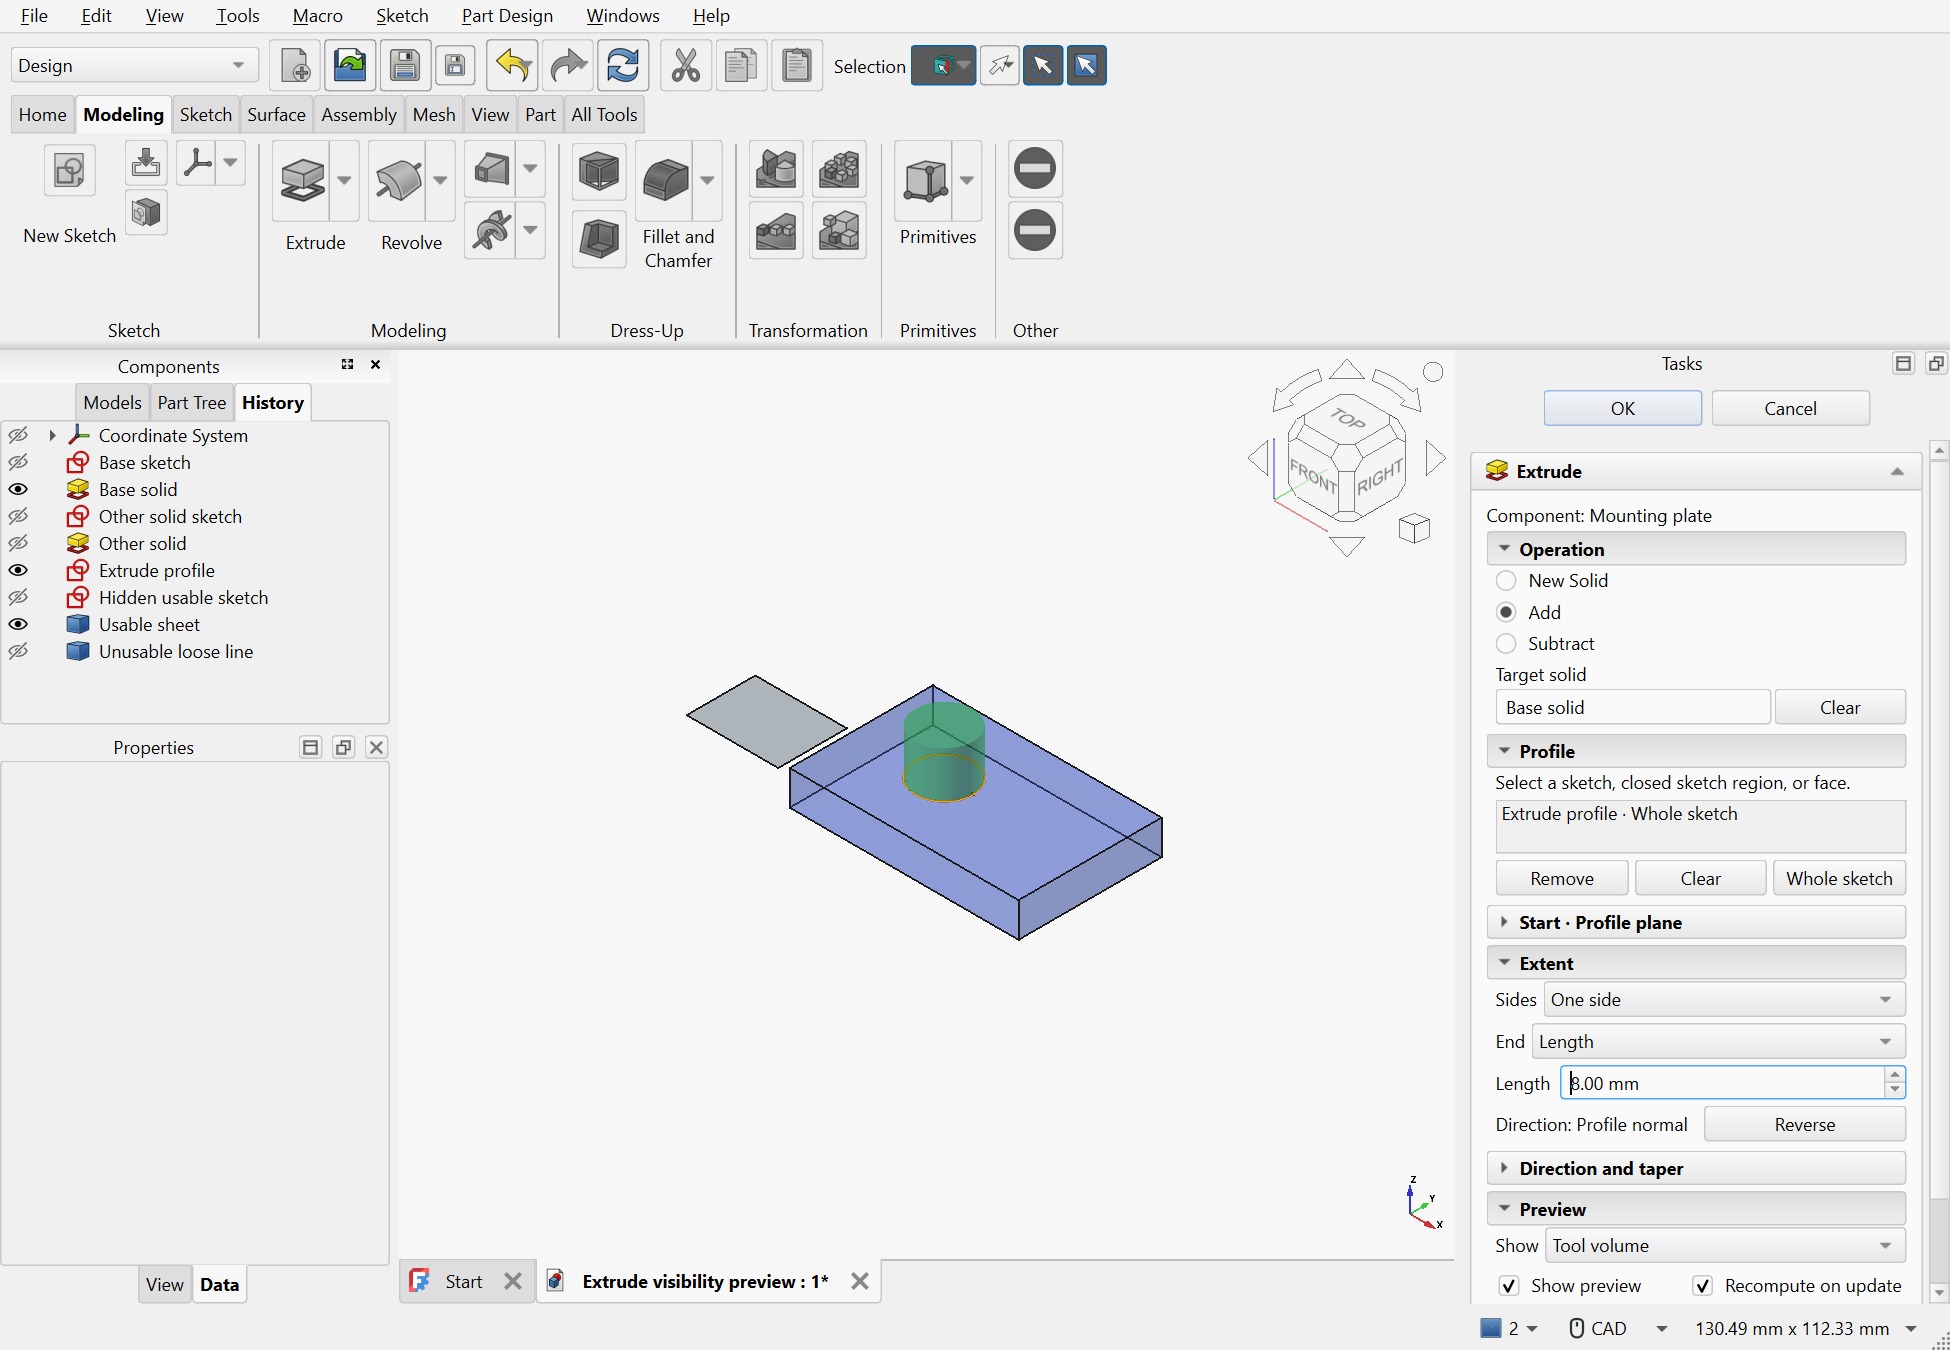 File Edit View Tools Macro Sketch Part Design Windows Help
Design
Selection
Home Modeling Sketch Surface Assembly Mesh View Part All Tools
New Sketch
Extrude
Revolve
Fillet and
Chamfer
Primitives
Sketch Modeling Dress-Up Transformation Primitives Other
Components
Models Part Tree History
Coordinate System
Base sketch
Base solid
Other solid sketch
Other solid
Extrude profile
Hidden usable sketch
Usable sheet
Unusable loose line
Properties
View Data
TOP
FRONT
RIGHT
Z
Y
X
Start
Extrude visibility preview : 1*
Tasks
OK Cancel
Extrude
Component: Mounting plate
Operation
New Solid
Add
Subtract
Target solid
Base solid Clear
Profile
Select a sketch, closed sketch region, or face.
Extrude profile · Whole sketch
Remove Clear Whole sketch
Start · Profile plane
Extent
Sides One side
End Length
Length 8.00 mm
Direction: Profile normal Reverse
Direction and taper
Preview
Show Tool volume
Show preview Recompute on update
2 CAD 130.49 mm x 112.33 mm